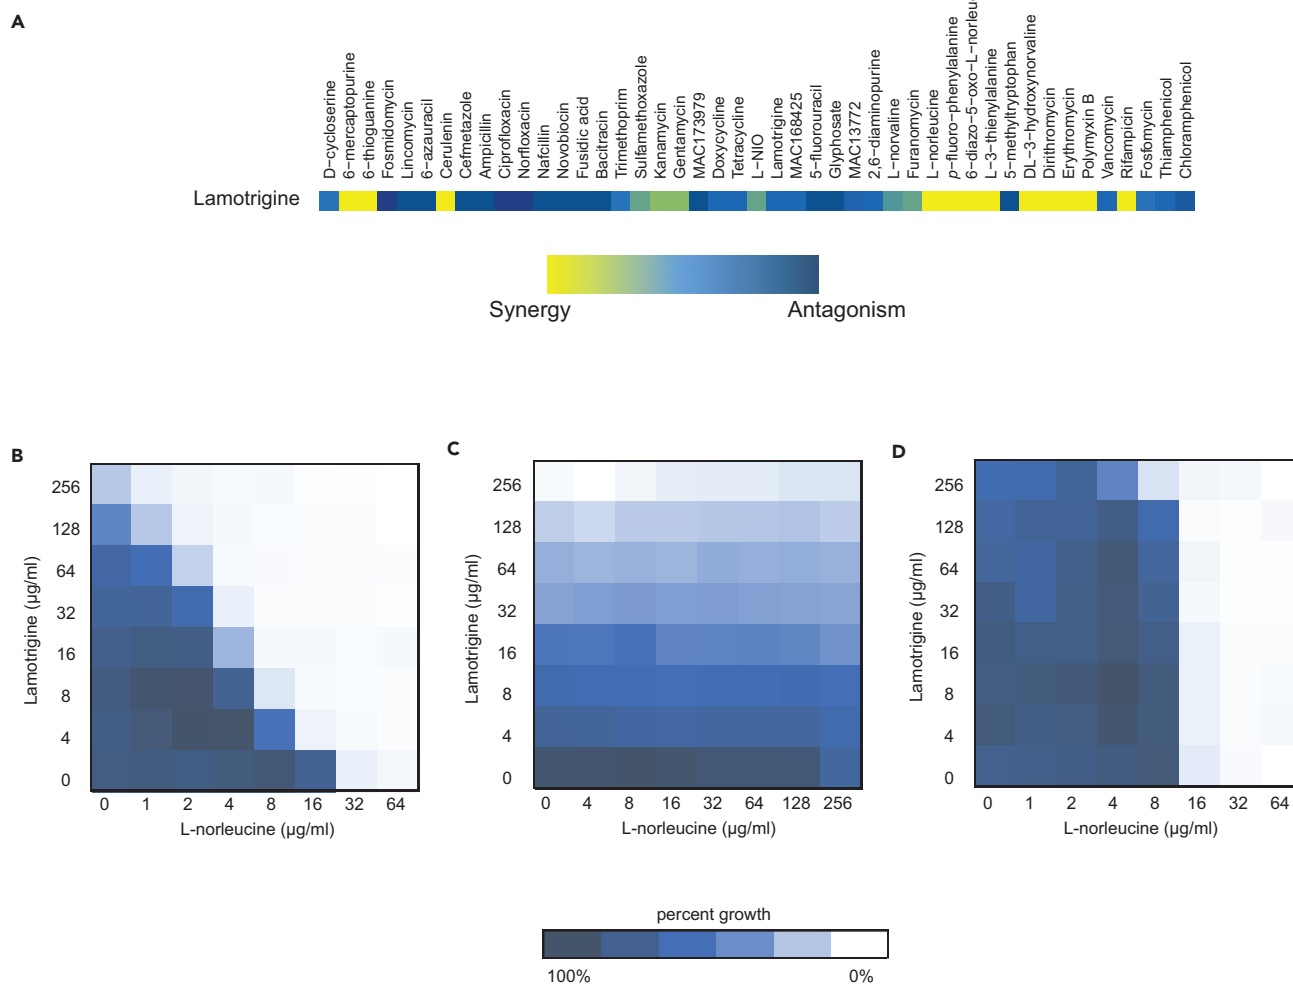 A
D−cycloserine
6−mercaptopurine
6−thioguanine
Fosmidomycin
Lincomycin
6−azauracil
Cerulenin
Cefmetazole
Ampicillin
Ciprofloxacin
Norfloxacin
Nafcillin
Novobiocin
Fusidic acid
Bacitracin
Trimethoprim
Sulfamethoxazole
Kanamycin
Gentamycin
MAC173979
Doxycycline
Tetracycline
L−NIO
Lamotrigine
MAC168425
5−fluorouracil
Glyphosate
MAC13772
2,6−diaminopurine
L−norvaline
Furanomycin
L−norleucine
p−fluoro−phenylalanine
6−diazo−5−oxo−L−norleu
L−3−thienylalanine
5−methyltryptophan
DL−3−hydroxynorvaline
Dirithromycin
Erythromycin
Polymyxin B
Vancomycin
Rifampicin
Fosfomycin
Thiamphenicol
Chloramphenicol
Lamotrigine
Synergy Antagonism
B
Lamotrigine (µg/ml)
256
128
64
32
16
8
4
0
0 1 2 4 8 16 32 64
L-norleucine (µg/ml)
C
Lamotrigine (µg/ml)
256
128
64
32
16
8
4
0
0 4 8 16 32 64 128 256
L-norleucine (µg/ml)
D
Lamotrigine (µg/ml)
256
128
64
32
16
8
4
0
0 1 2 4 8 16 32 64
L-norleucine (µg/ml)
percent growth
100% 0%